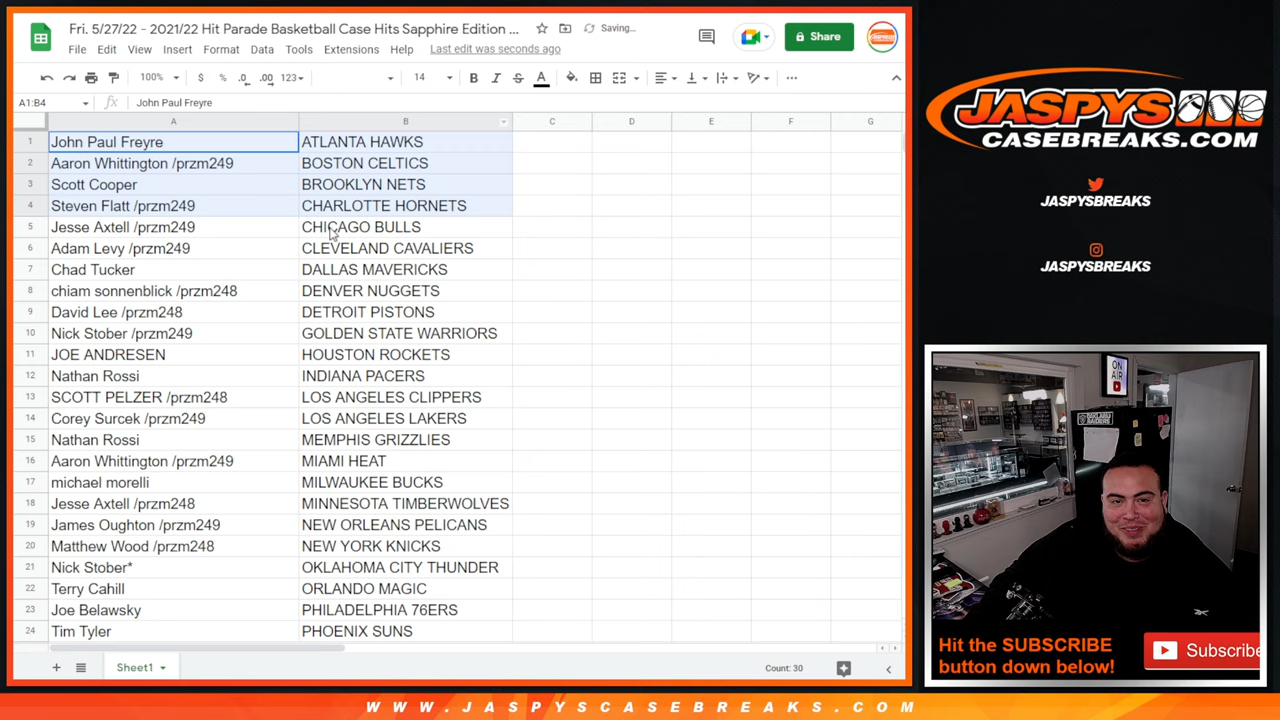 Fri. 5/27/22 - 2021/22 Hit Parade Basketball Case Hits Sapphire Edition ...
Saving...
Share
File Edit View Insert Format Data Tools Extensions Help Last edit was seconds ago
100% $ % .0 .00 123 14 B I S A
A1:B4 fx John Paul Freyre
A B C D E F G
1 John Paul Freyre ATLANTA HAWKS
2 Aaron Whittington /przm249 BOSTON CELTICS
3 Scott Cooper BROOKLYN NETS
4 Steven Flatt /przm249 CHARLOTTE HORNETS
5 Jesse Axtell /przm249 CHICAGO BULLS
6 Adam Levy /przm249 CLEVELAND CAVALIERS
7 Chad Tucker DALLAS MAVERICKS
8 chiam sonnenblick /przm248 DENVER NUGGETS
9 David Lee /przm248 DETROIT PISTONS
10 Nick Stober /przm249 GOLDEN STATE WARRIORS
11 JOE ANDRESEN HOUSTON ROCKETS
12 Nathan Rossi INDIANA PACERS
13 SCOTT PELZER /przm248 LOS ANGELES CLIPPERS
14 Corey Surcek /przm249 LOS ANGELES LAKERS
15 Nathan Rossi MEMPHIS GRIZZLIES
16 Aaron Whittington /przm249 MIAMI HEAT
17 michael morelli MILWAUKEE BUCKS
18 Jesse Axtell /przm248 MINNESOTA TIMBERWOLVES
19 James Oughton /przm249 NEW ORLEANS PELICANS
20 Matthew Wood /przm248 NEW YORK KNICKS
21 Nick Stober* OKLAHOMA CITY THUNDER
22 Terry Cahill ORLANDO MAGIC
23 Joe Belawsky PHILADELPHIA 76ERS
24 Tim Tyler PHOENIX SUNS
Sheet1
Count: 30
JASPYS
CASEBREAKS.COM
JASPYSBREAKS
JASPYSBREAKS
ON AIR
Hit the SUBSCRIBE
button down below!
Subscribe
WWW.JASPYSCASEBREAKS.COM